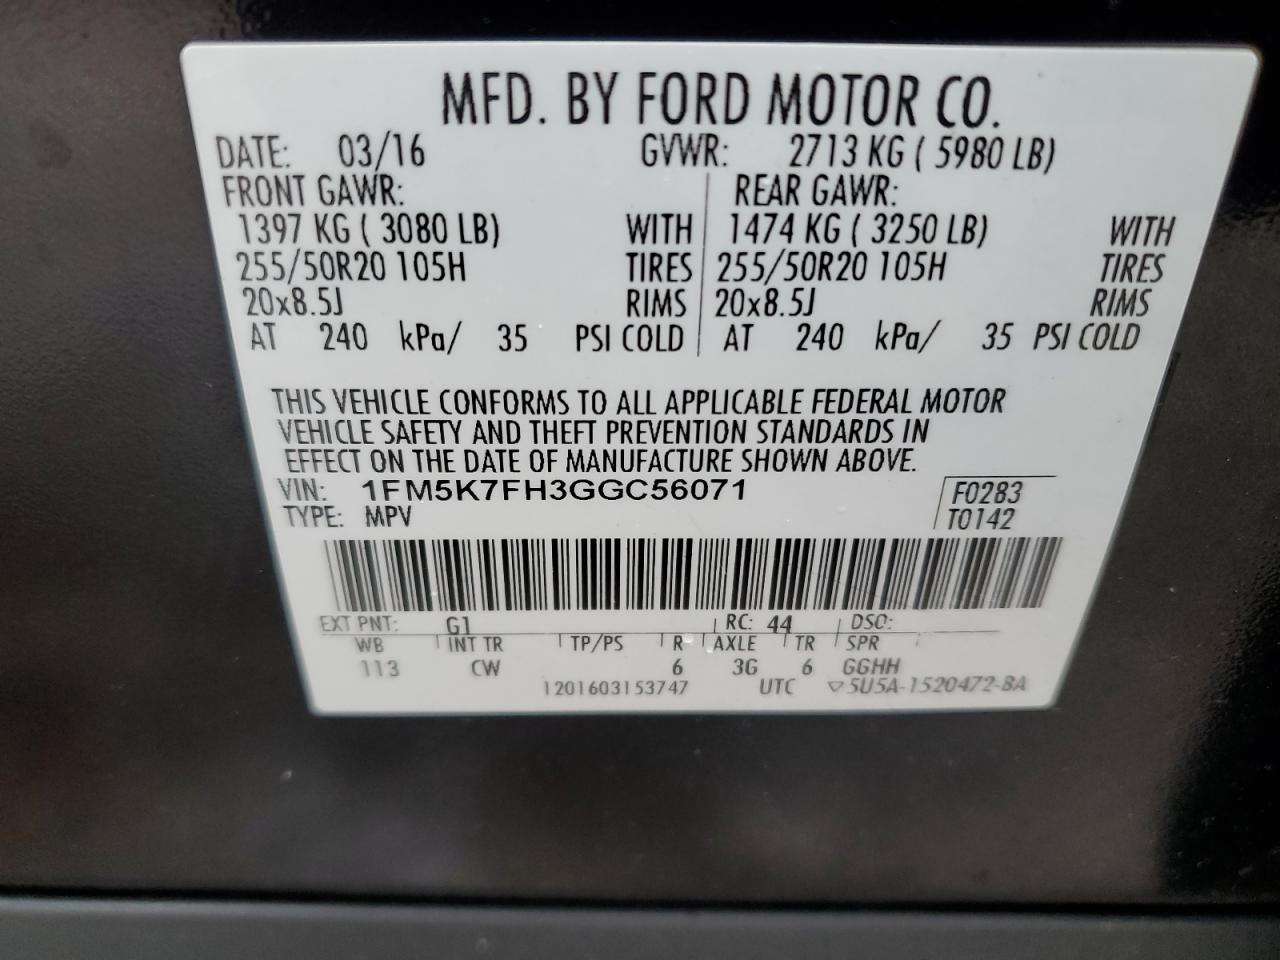 MFD. BY FORD MOTOR CO.
DATE: 03/16 GVWR: 2713 KG ( 5980 LB)
FRONT GAWR: REAR GAWR:
1397 KG ( 3080 LB) WITH 1474 KG ( 3250 LB) WITH
255/50R20 105H TIRES 255/50R20 105H TIRES
20x8.5J RIMS 20x8.5J RIMS
AT 240 kPa/ 35 PSI COLD AT 240 kPa/ 35 PSI COLD
THIS VEHICLE CONFORMS TO ALL APPLICABLE FEDERAL MOTOR
VEHICLE SAFETY AND THEFT PREVENTION STANDARDS IN
EFFECT ON THE DATE OF MANUFACTURE SHOWN ABOVE.
VIN: 1FM5K7FH3GGC56071 F0283
TYPE: MPV T0142
EXT PNT: G1 RC: 44 DSO:
WB INT TR TP/PS R AXLE TR SPR
113 CW 6 3G 6 GGHH
1201603153747 UTC ▽5U5A-1520472-BA